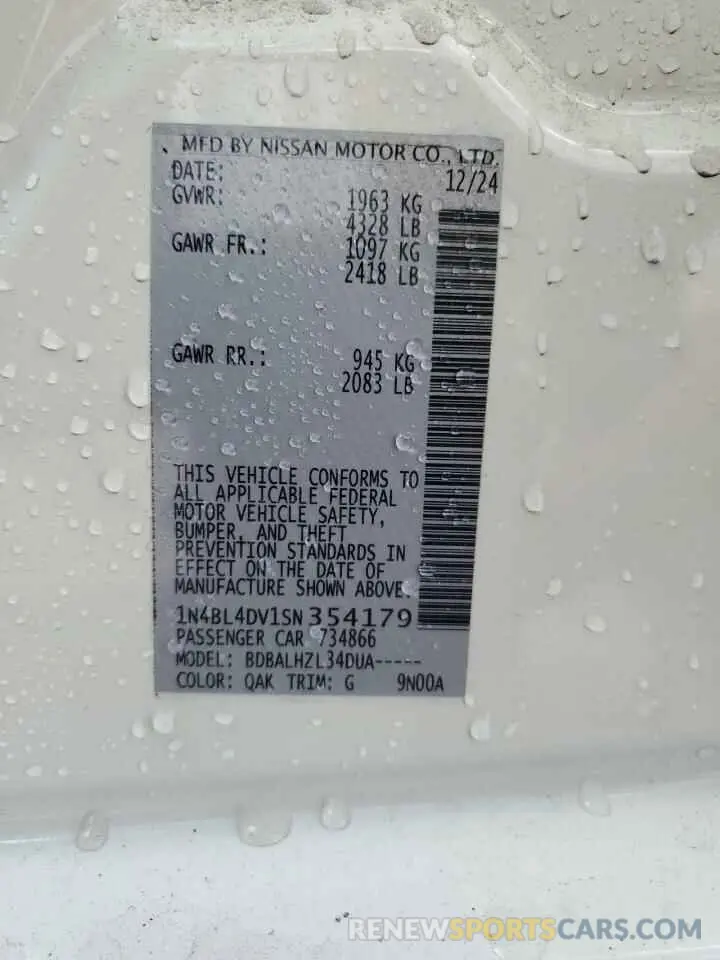 MFD BY NISSAN MOTOR CO., LTD.
DATE: 12/24
GVWR: 1963 KG
4328 LB
GAWR FR.: 1097 KG
2418 LB
GAWR RR.: 945 KG
2083 LB
THIS VEHICLE CONFORMS TO
ALL APPLICABLE FEDERAL
MOTOR VEHICLE SAFETY,
BUMPER, AND THEFT
PREVENTION STANDARDS IN
EFFECT ON THE DATE OF
MANUFACTURE SHOWN ABOVE.
1N4BL4DV1SN354179
PASSENGER CAR 734866
MODEL: BDBALHZL34DUA-----
COLOR: QAK TRIM: G 9N00A
RENEWSPORTSCARS.COM